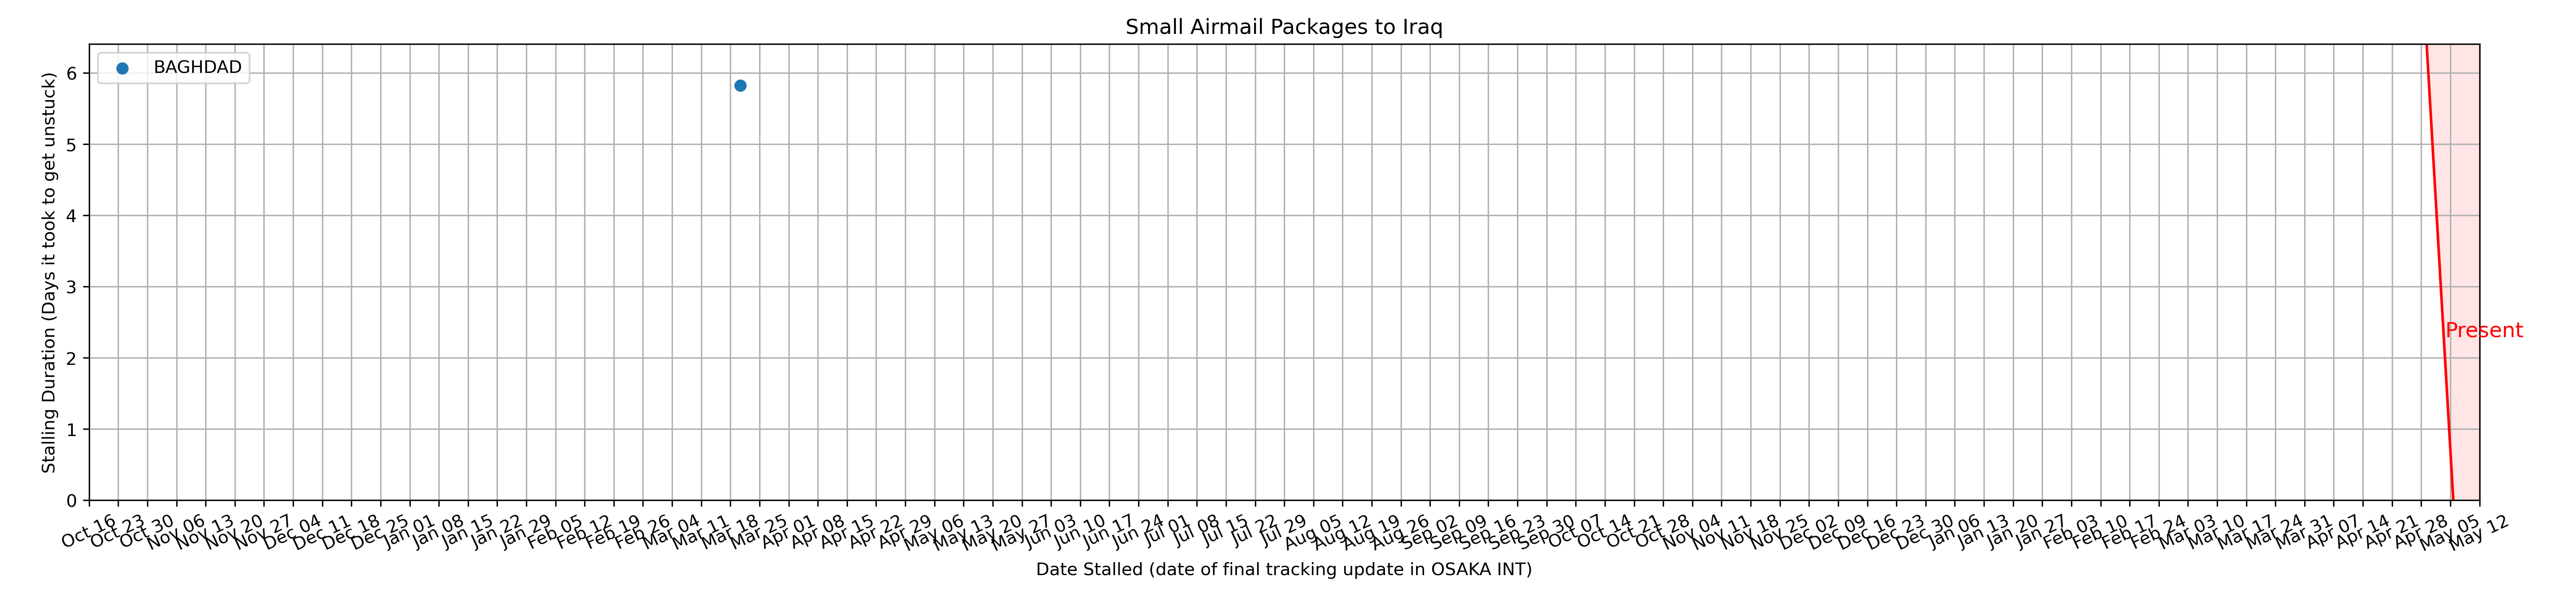 Small Airmail Packages to Iraq
BAGHDAD
Stalling Duration (Days it took to get unstuck)
6
5
4
3
2
1
0
Present
Oct 16 Oct 23 Oct 30 Nov 06 Nov 13 Nov 20 Nov 27 Dec 04 Dec 11 Dec 18 Dec 25 Jan 01 Jan 08 Jan 15 Jan 22 Jan 29 Feb 05 Feb 12 Feb 19 Feb 26 Mar 04 Mar 11 Mar 18 Mar 25 Apr 01 Apr 08 Apr 15 Apr 22 Apr 29 May 06 May 13 May 20 May 27 Jun 03 Jun 10 Jun 17 Jun 24 Jul 01 Jul 08 Jul 15 Jul 22 Jul 29 Aug 05 Aug 12 Aug 19 Aug 26 Sep 02 Sep 09 Sep 16 Sep 23 Sep 30 Oct 07 Oct 14 Oct 21 Oct 28 Nov 04 Nov 11 Nov 18 Nov 25 Dec 02 Dec 09 Dec 16 Dec 23 Dec 30 Jan 06 Jan 13 Jan 20 Jan 27 Feb 03 Feb 10 Feb 17 Feb 24 Mar 03 Mar 10 Mar 17 Mar 24 Mar 31 Apr 07 Apr 14 Apr 21 Apr 28 May 05 May 12
Date Stalled (date of final tracking update in OSAKA INT)